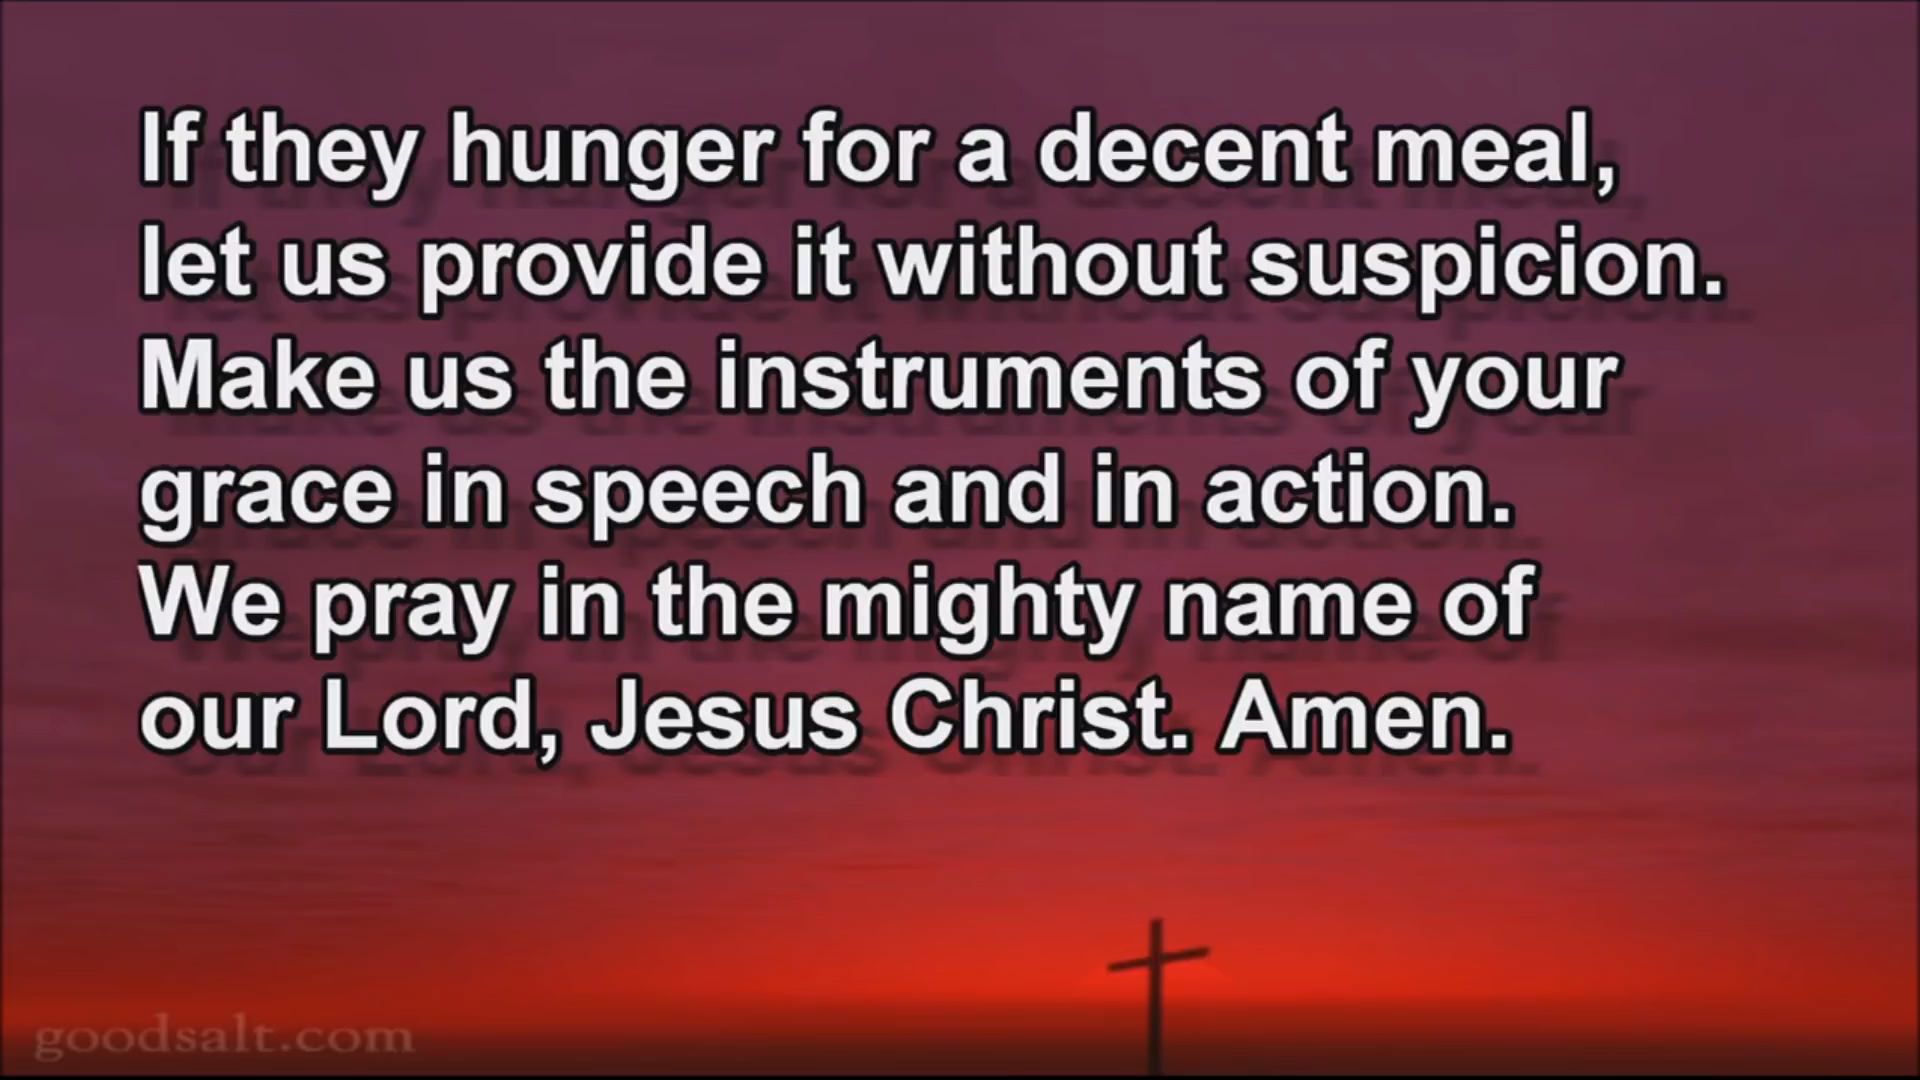 If they hunger for a decent meal,
let us provide it without suspicion.
Make us the instruments of your
grace in speech and in action.
We pray in the mighty name of
our Lord, Jesus Christ. Amen.
goodsalt.com